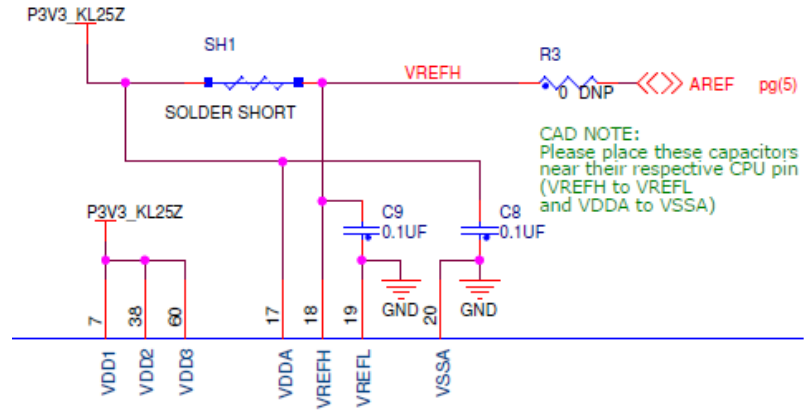 P3V3_KL25Z
SH1
SOLDER SHORT
VREFH
R3
0 DNP
AREF pg(5)
CAD NOTE:
Please place these capacitors
near their respective CPU pin
(VREFH to VREFL
and VDDA to VSSA)
P3V3_KL25Z
C9
0.1UF
C8
0.1UF
GND
GND
7
38
60
17
18
19
20
VDD1
VDD2
VDD3
VDDA
VREFH
VREFL
VSSA